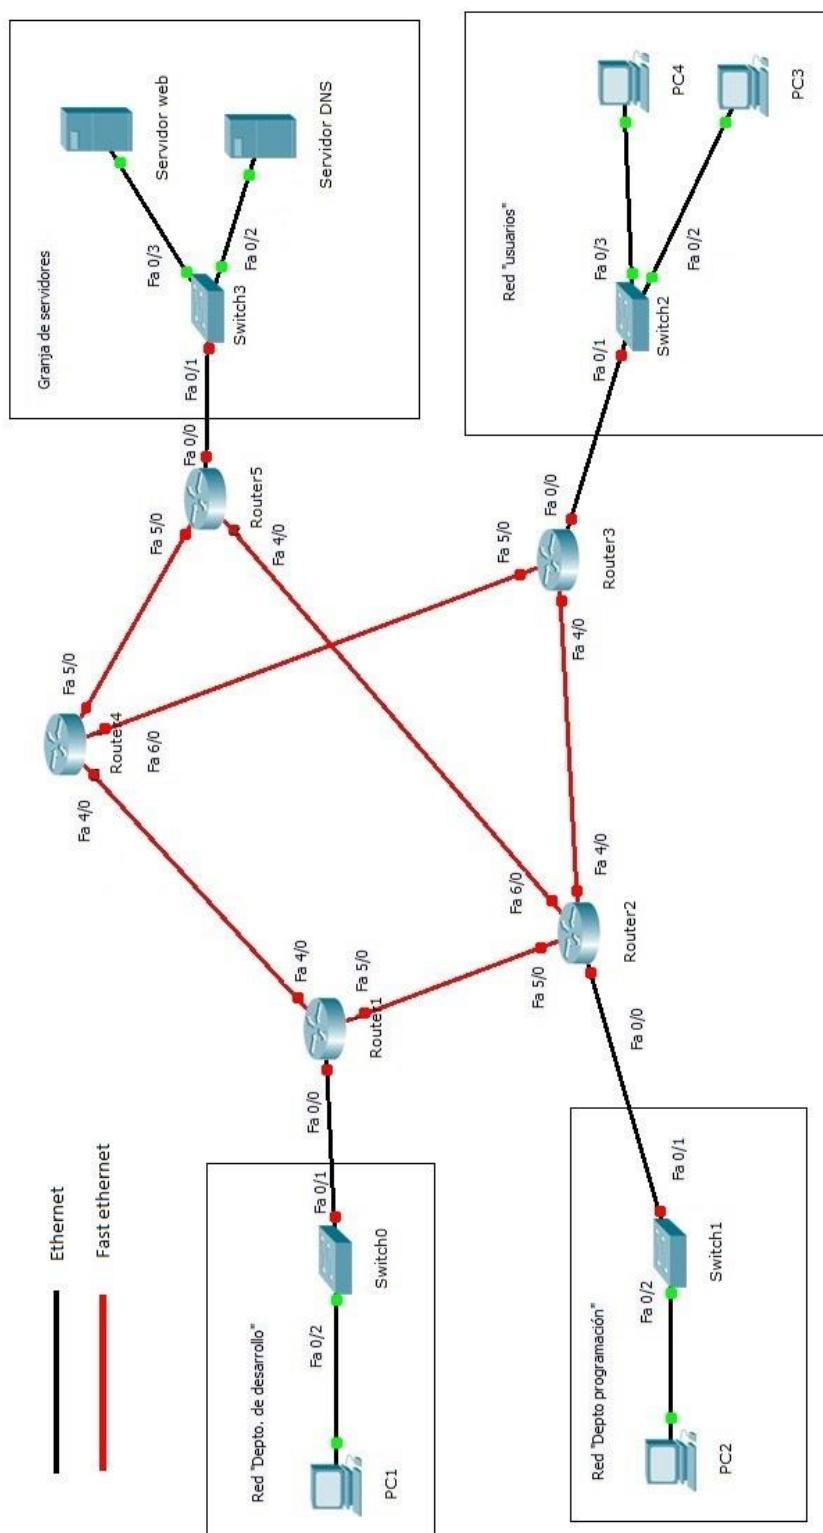 Ethernet
Fast ethernet
Granja de servidores
Fa 4/0
Router4
Fa 5/0
Fa 6/0
Fa 5/0
Fa 0/0
Fa 0/1
Router5
Fa 4/0
Fa 0/3
Servidor web
Switch3
Fa 0/2
Servidor DNS
Red "Depto. de desarrollo"
Fa 0/2
PC1
Fa 0/1
Switch0
Fa 0/0
Fa 4/0
Fa 5/0
Router1
Red "usuarios"
Fa 5/0
Fa 0/0
Fa 4/0
Router3
Fa 0/1
Fa 0/3
Switch2
Fa 0/2
PC4
PC3
Fa 6/0
Fa 5/0
Fa 4/0
Router2
Fa 0/0
Red "Depto programación"
Fa 0/2
Fa 0/1
PC2
Switch1